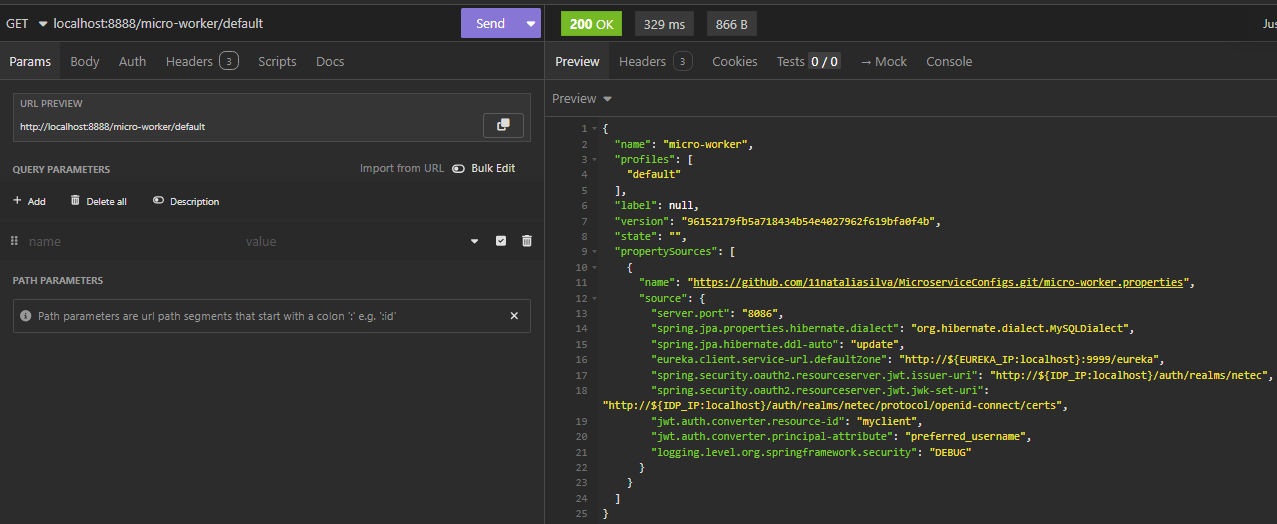 GET localhost:8888/micro-worker/default Send
200 OK 329 ms 866 B
Params Body Auth Headers 3 Scripts Docs
Preview Headers 3 Cookies Tests 0 / 0 → Mock Console
URL PREVIEW
http://localhost:8888/micro-worker/default
QUERY PARAMETERS Import from URL Bulk Edit
+ Add Delete all Description
name value
PATH PARAMETERS
Path parameters are url path segments that start with a colon ':' e.g. ':id'
Preview
1 {
2 "name": "micro-worker",
3 "profiles": [
4 "default"
5 ],
6 "label": null,
7 "version": "96152179fb5a718434b54e4027962f619bfa0f4b",
8 "state": "",
9 "propertySources": [
10 {
11 "name": "https://github.com/11nataliasilva/MicroserviceConfigs.git/micro-worker.properties",
12 "source": {
13 "server.port": "8086",
14 "spring.jpa.properties.hibernate.dialect": "org.hibernate.dialect.MySQLDialect",
15 "spring.jpa.hibernate.ddl-auto": "update",
16 "eureka.client.service-url.defaultZone": "http://${EUREKA_IP:localhost}:9999/eureka",
17 "spring.security.oauth2.resourceserver.jwt.issuer-uri": "http://${IDP_IP:localhost}/auth/realms/netec",
18 "spring.security.oauth2.resourceserver.jwt.jwk-set-uri":
"http://${IDP_IP:localhost}/auth/realms/netec/protocol/openid-connect/certs",
19 "jwt.auth.converter.resource-id": "myclient",
20 "jwt.auth.converter.principal-attribute": "preferred_username",
21 "logging.level.org.springframework.security": "DEBUG"
22 }
23 }
24 ]
25 }